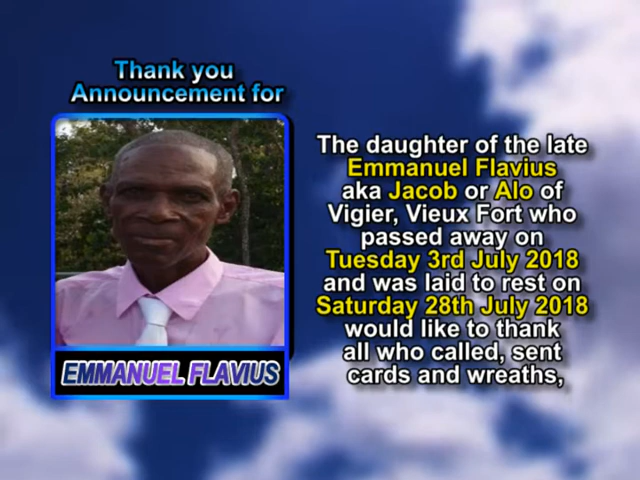 Thank you
Announcement for
EMMANUEL FLAVIUS
The daughter of the late
Emmanuel Flavius
aka Jacob or Alo of
Vigier, Vieux Fort who
passed away on
Tuesday 3rd July 2018
and was laid to rest on
Saturday 28th July 2018
would like to thank
all who called, sent
cards and wreaths,